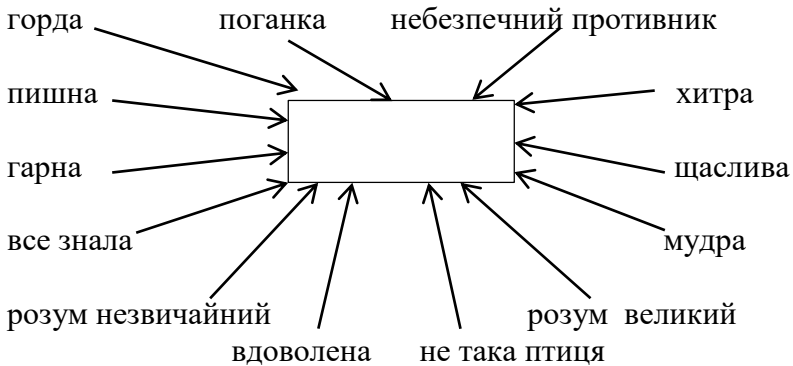 горда поганка небезпечний противник
пишна хитра
гарна щаслива
все знала мудра
розум незвичайний розум великий
вдоволена не така птиця